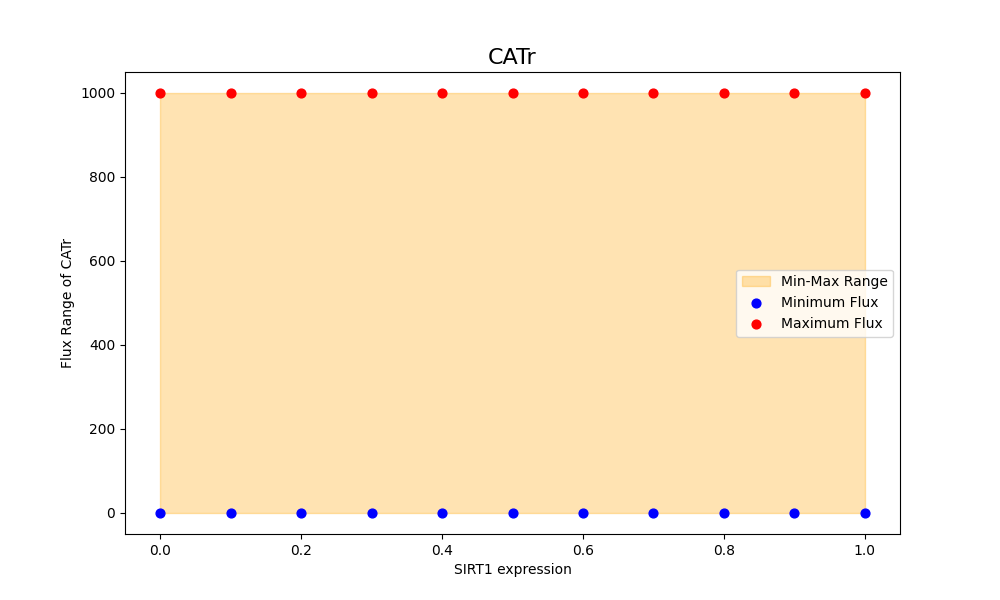 CATr
Flux Range of CATr
1000
800
600
400
200
0
Min-Max Range
Minimum Flux
Maximum Flux
0.0 0.2 0.4 0.6 0.8 1.0
SIRT1 expression